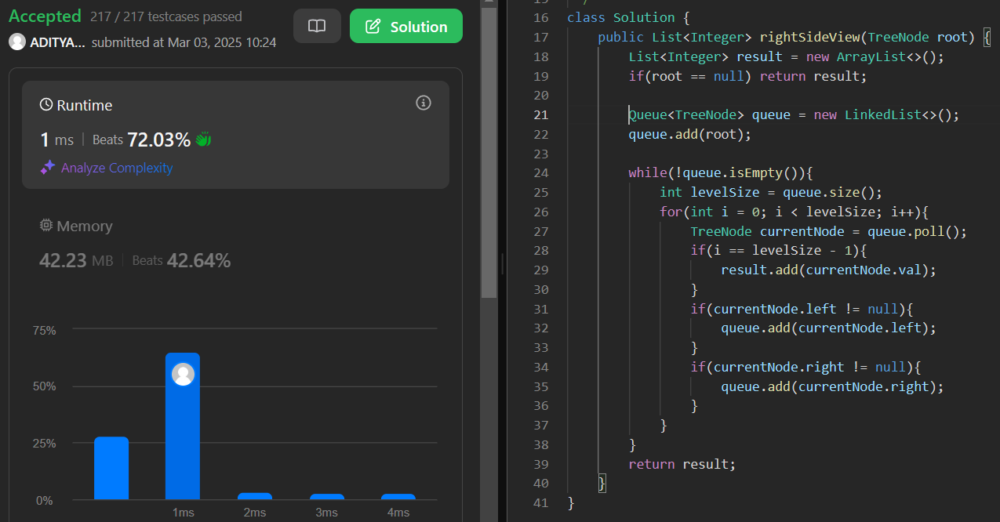 Accepted 217 / 217 testcases passed
ADITYA... submitted at Mar 03, 2025 10:24
Solution
Runtime
1 ms | Beats 72.03%
Analyze Complexity
Memory
42.23 MB | Beats 42.64%
75%
50%
25%
0%
1ms 2ms 3ms 4ms
16 class Solution {
17     public List<Integer> rightSideView(TreeNode root) {
18         List<Integer> result = new ArrayList<>();
19         if(root == null) return result;
20
21         Queue<TreeNode> queue = new LinkedList<>();
22         queue.add(root);
23
24         while(!queue.isEmpty()){
25             int levelSize = queue.size();
26             for(int i = 0; i < levelSize; i++){
27                 TreeNode currentNode = queue.poll();
28                 if(i == levelSize - 1){
29                     result.add(currentNode.val);
30                 }
31                 if(currentNode.left != null){
32                     queue.add(currentNode.left);
33                 }
34                 if(currentNode.right != null){
35                     queue.add(currentNode.right);
36                 }
37             }
38         }
39         return result;
40     }
41 }